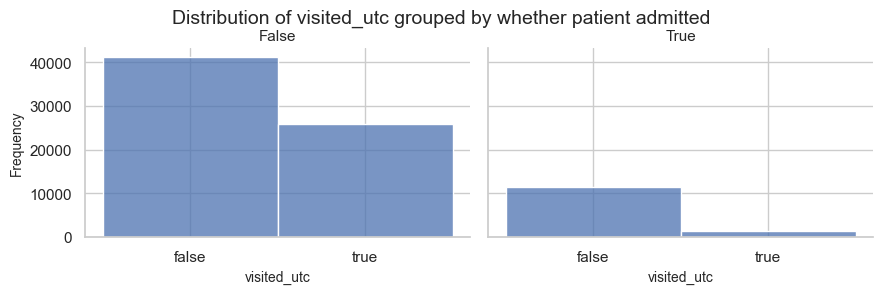 Distribution of visited_utc grouped by whether patient admitted
False
True
Frequency
40000
30000
20000
10000
0
false
true
false
true
visited_utc
visited_utc